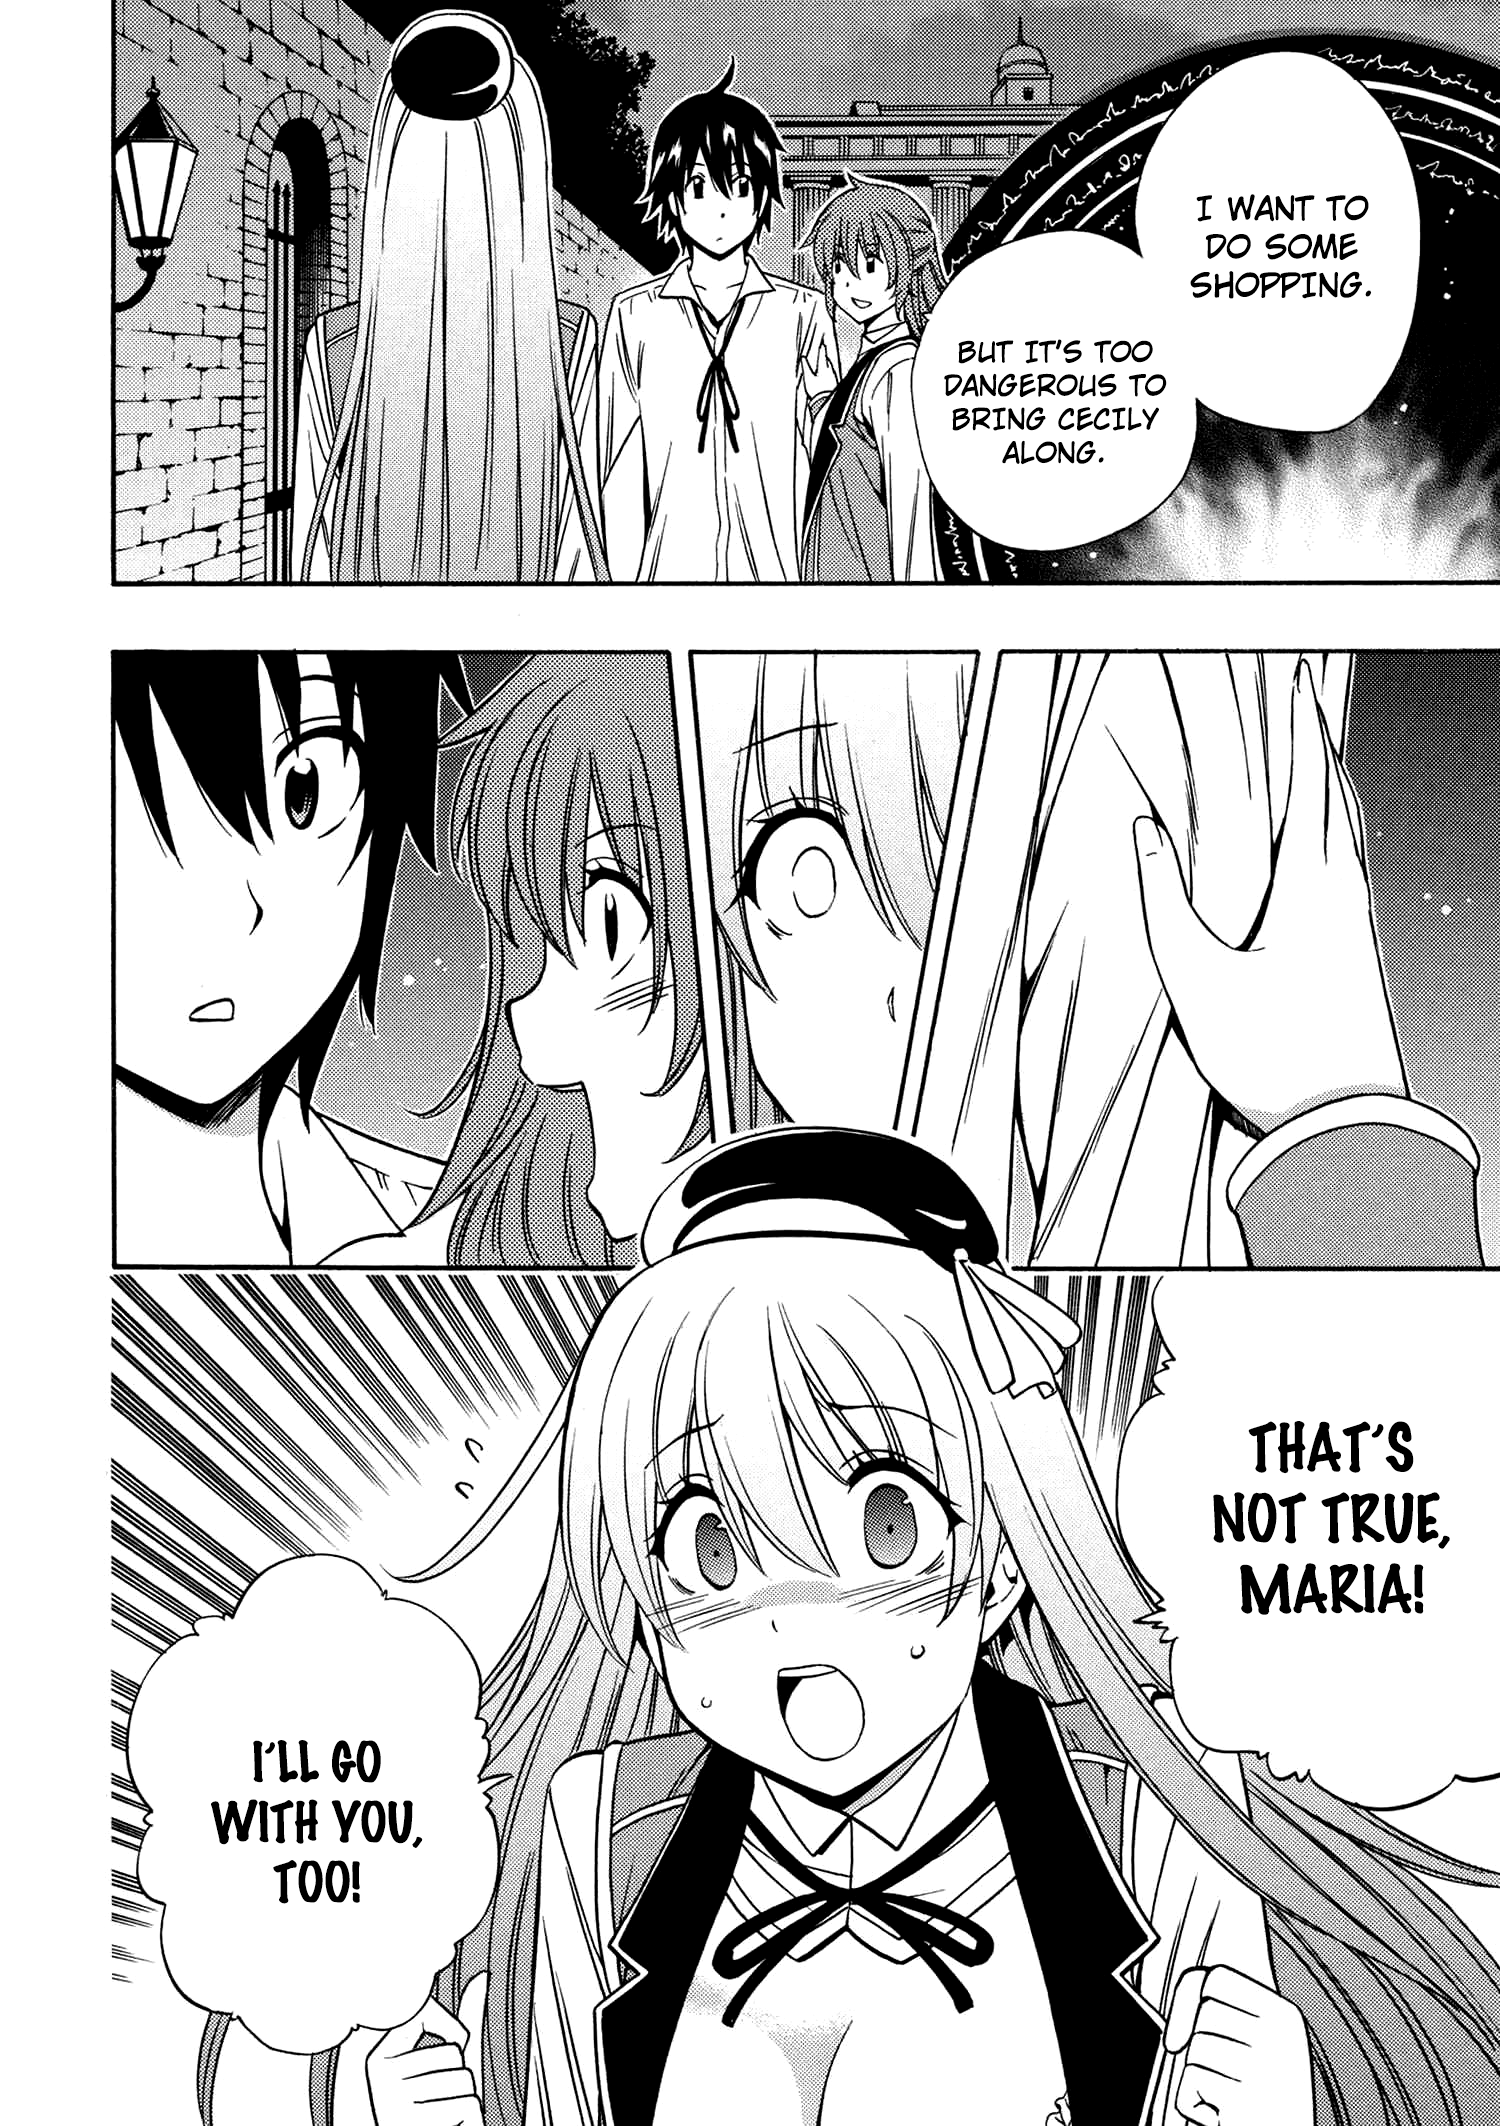 I WANT TO
DO SOME
SHOPPING.
BUT IT'S TOO
DANGEROUS TO
BRING CECILY
ALONG.
THAT'S
NOT TRUE,
MARIA!
I'LL GO
WITH YOU,
TOO!